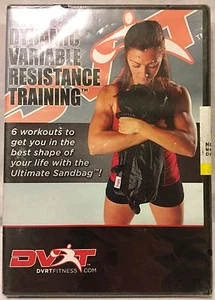 DYNAMIC
VARIABLE
RESISTANCE
TRAINING™
6 workouts to
get you in the
best shape of
your life with the
Ultimate Sandbag™!
DVRT
DVRTFITNESS.COM